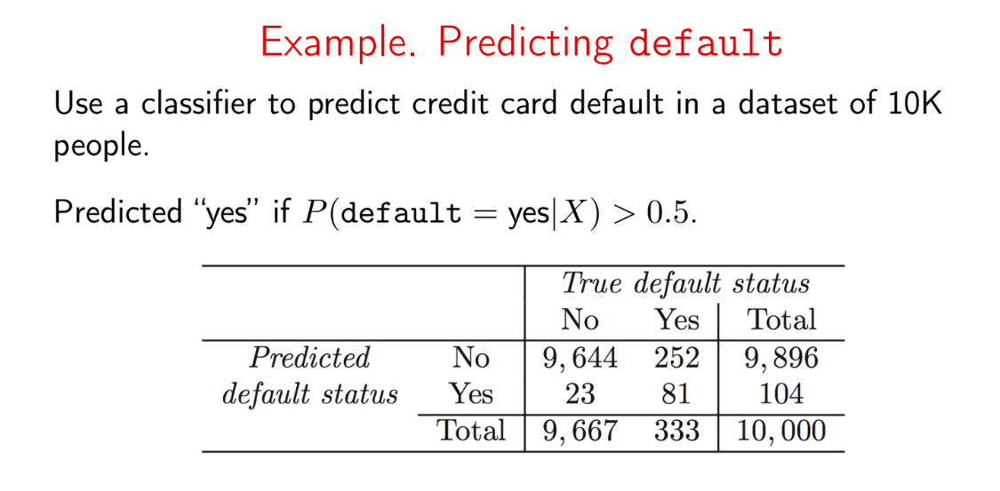 Example. Predicting default
Use a classifier to predict credit card default in a dataset of 10K
people.
Predicted “yes” if P(default = yes|X) > 0.5.
True default status
No Yes Total
Predicted No 9, 644 252 9, 896
default status Yes 23 81 104
Total 9, 667 333 10, 000